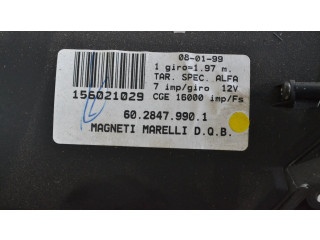 08-01-99
1 giro=1.97 m.
TAR. SPEC. ALFA
7 imp/giro 12V
CGE 16000 imp/Fs
156021029
60.2847.990.1
MAGNETI MARELLI D.Q.B.